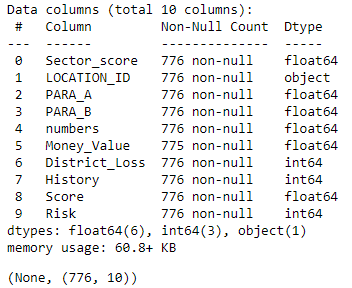 Data columns (total 10 columns):
 #   Column         Non-Null Count  Dtype
---  ------         --------------  -----
 0   Sector_score   776 non-null    float64
 1   LOCATION_ID    776 non-null    object
 2   PARA_A         776 non-null    float64
 3   PARA_B         776 non-null    float64
 4   numbers        776 non-null    float64
 5   Money_Value    775 non-null    float64
 6   District_Loss  776 non-null    int64
 7   History        776 non-null    int64
 8   Score          776 non-null    float64
 9   Risk           776 non-null    int64
dtypes: float64(6), int64(3), object(1)
memory usage: 60.8+ KB
(None, (776, 10))